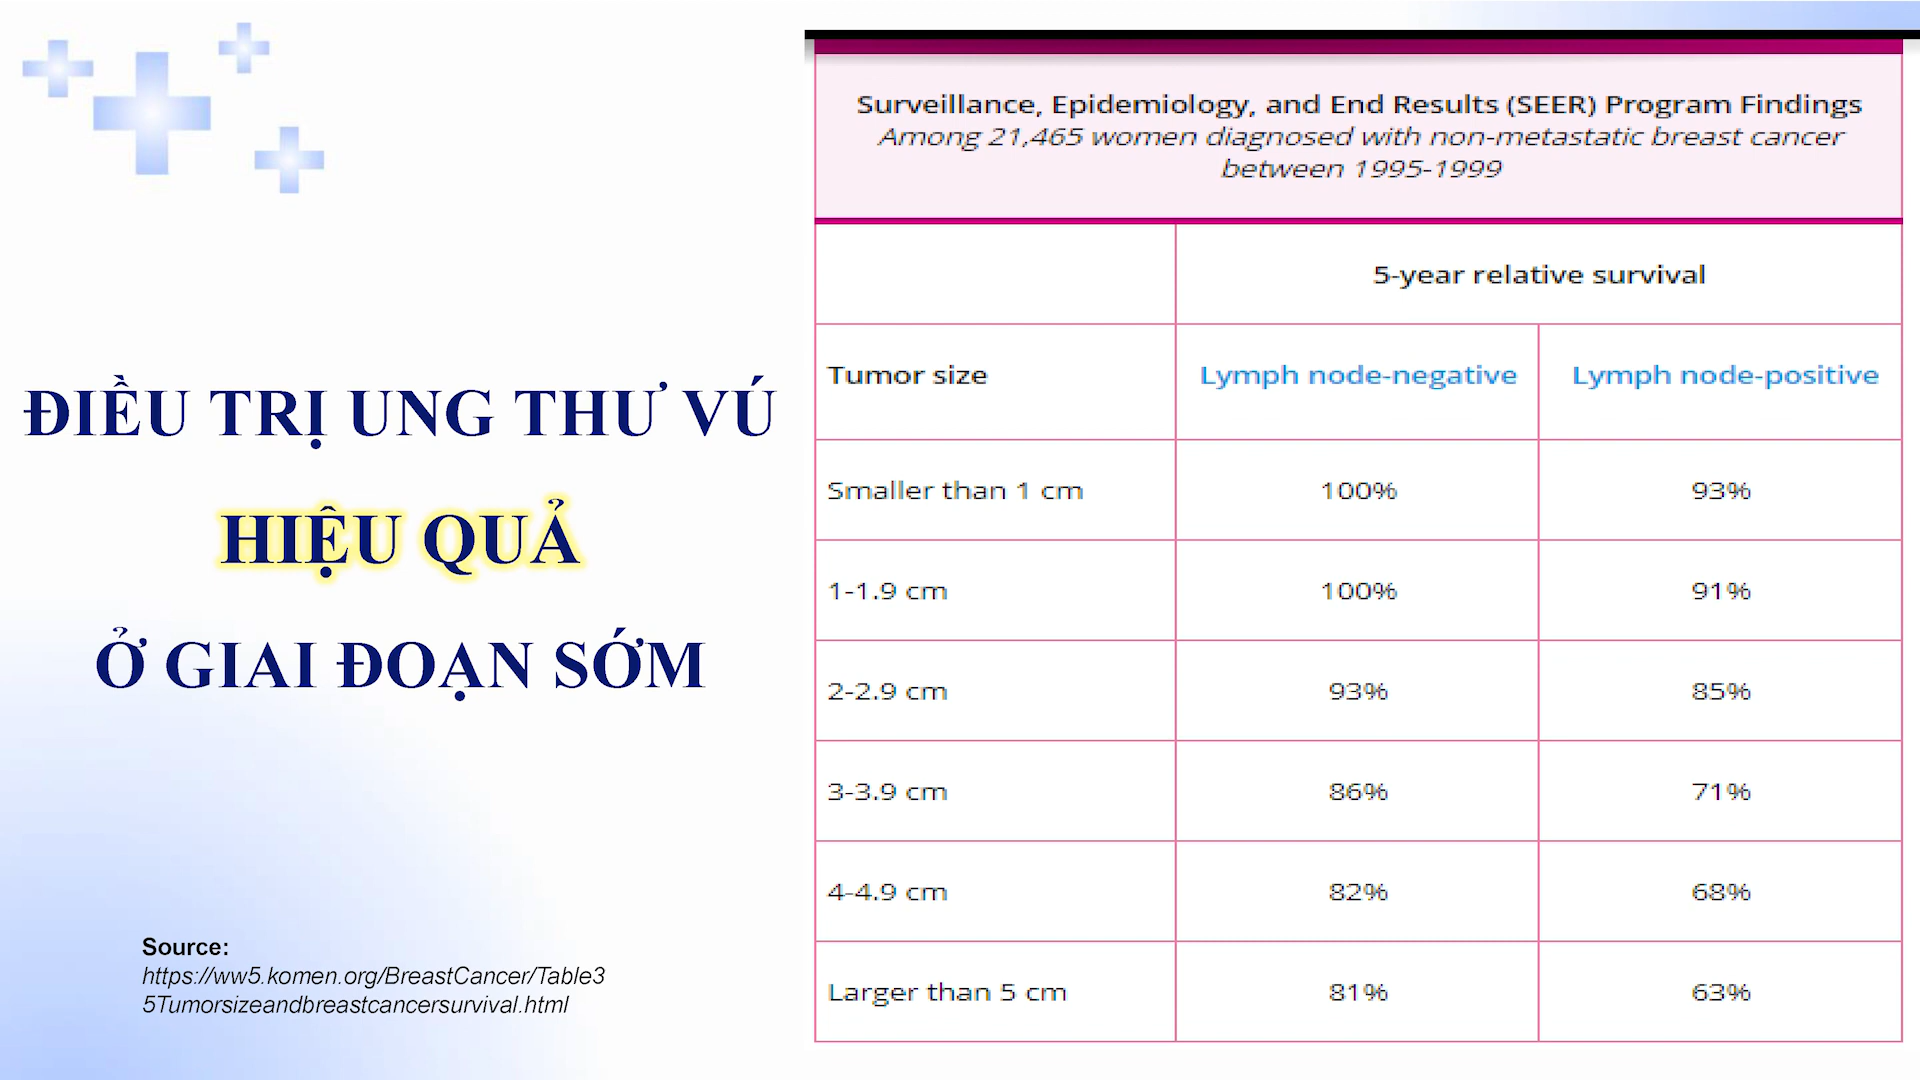 ĐIỀU TRỊ UNG THƯ VÚ
HIỆU QUẢ
Ở GIAI ĐOẠN SỚM
Source:
https://ww5.komen.org/BreastCancer/Table3
5Tumorsizeandbreastcancersurvival.html
Surveillance, Epidemiology, and End Results (SEER) Program Findings
Among 21,465 women diagnosed with non-metastatic breast cancer
between 1995-1999
5-year relative survival
Tumor size Lymph node-negative Lymph node-positive
Smaller than 1 cm 100% 93%
1-1.9 cm 100% 91%
2-2.9 cm 93% 85%
3-3.9 cm 86% 71%
4-4.9 cm 82% 68%
Larger than 5 cm 81% 63%